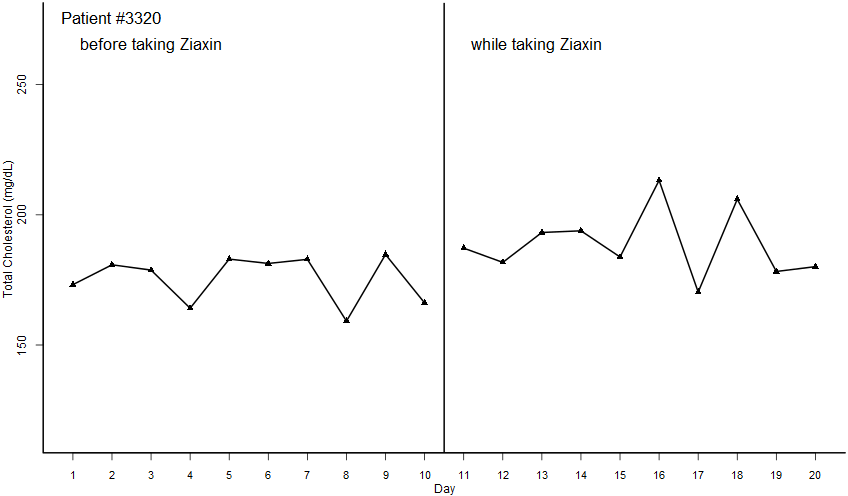 Patient #3320
before taking Ziaxin
while taking Ziaxin
250
200
150
Total Cholesterol (mg/dL)
1 2 3 4 5 6 7 8 9 10 11 12 13 14 15 16 17 18 19 20
Day